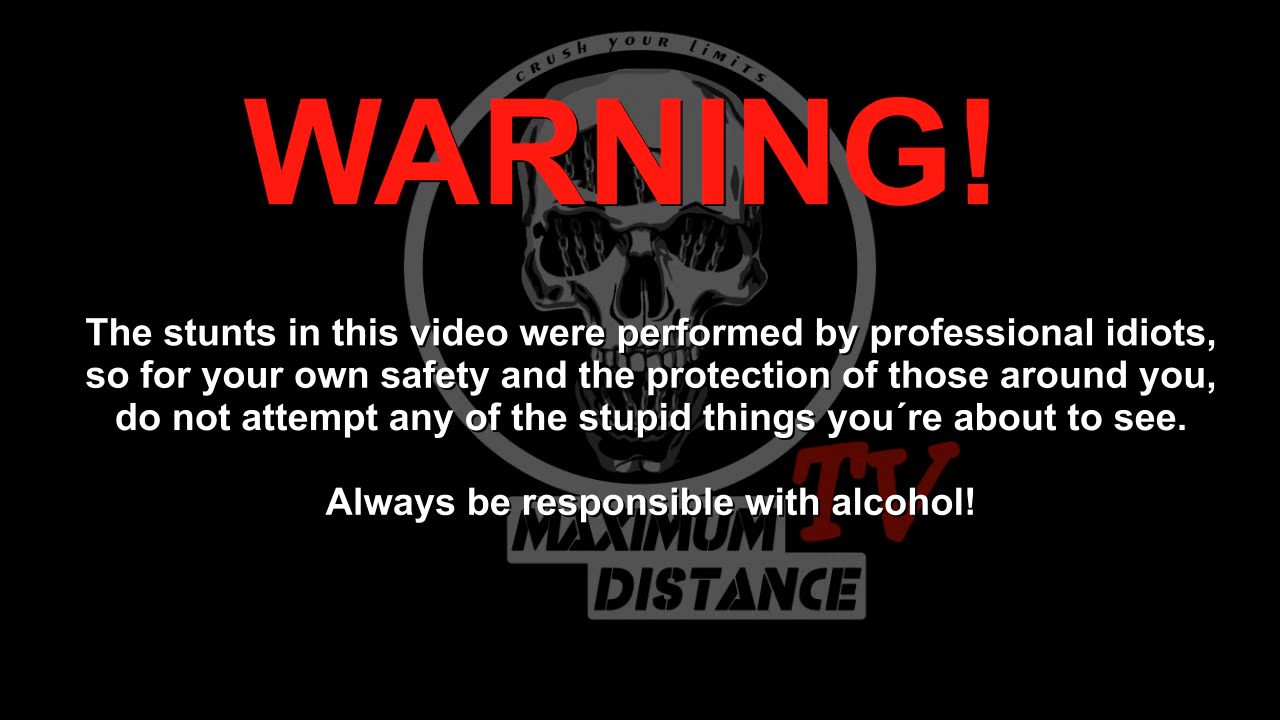 CRUSH YOUR LiMiTS
WARNING!
The stunts in this video were performed by professional idiots,
so for your own safety and the protection of those around you,
do not attempt any of the stupid things you´re about to see.
Always be responsible with alcohol!
TV
MAXIMUM
DISTANCE